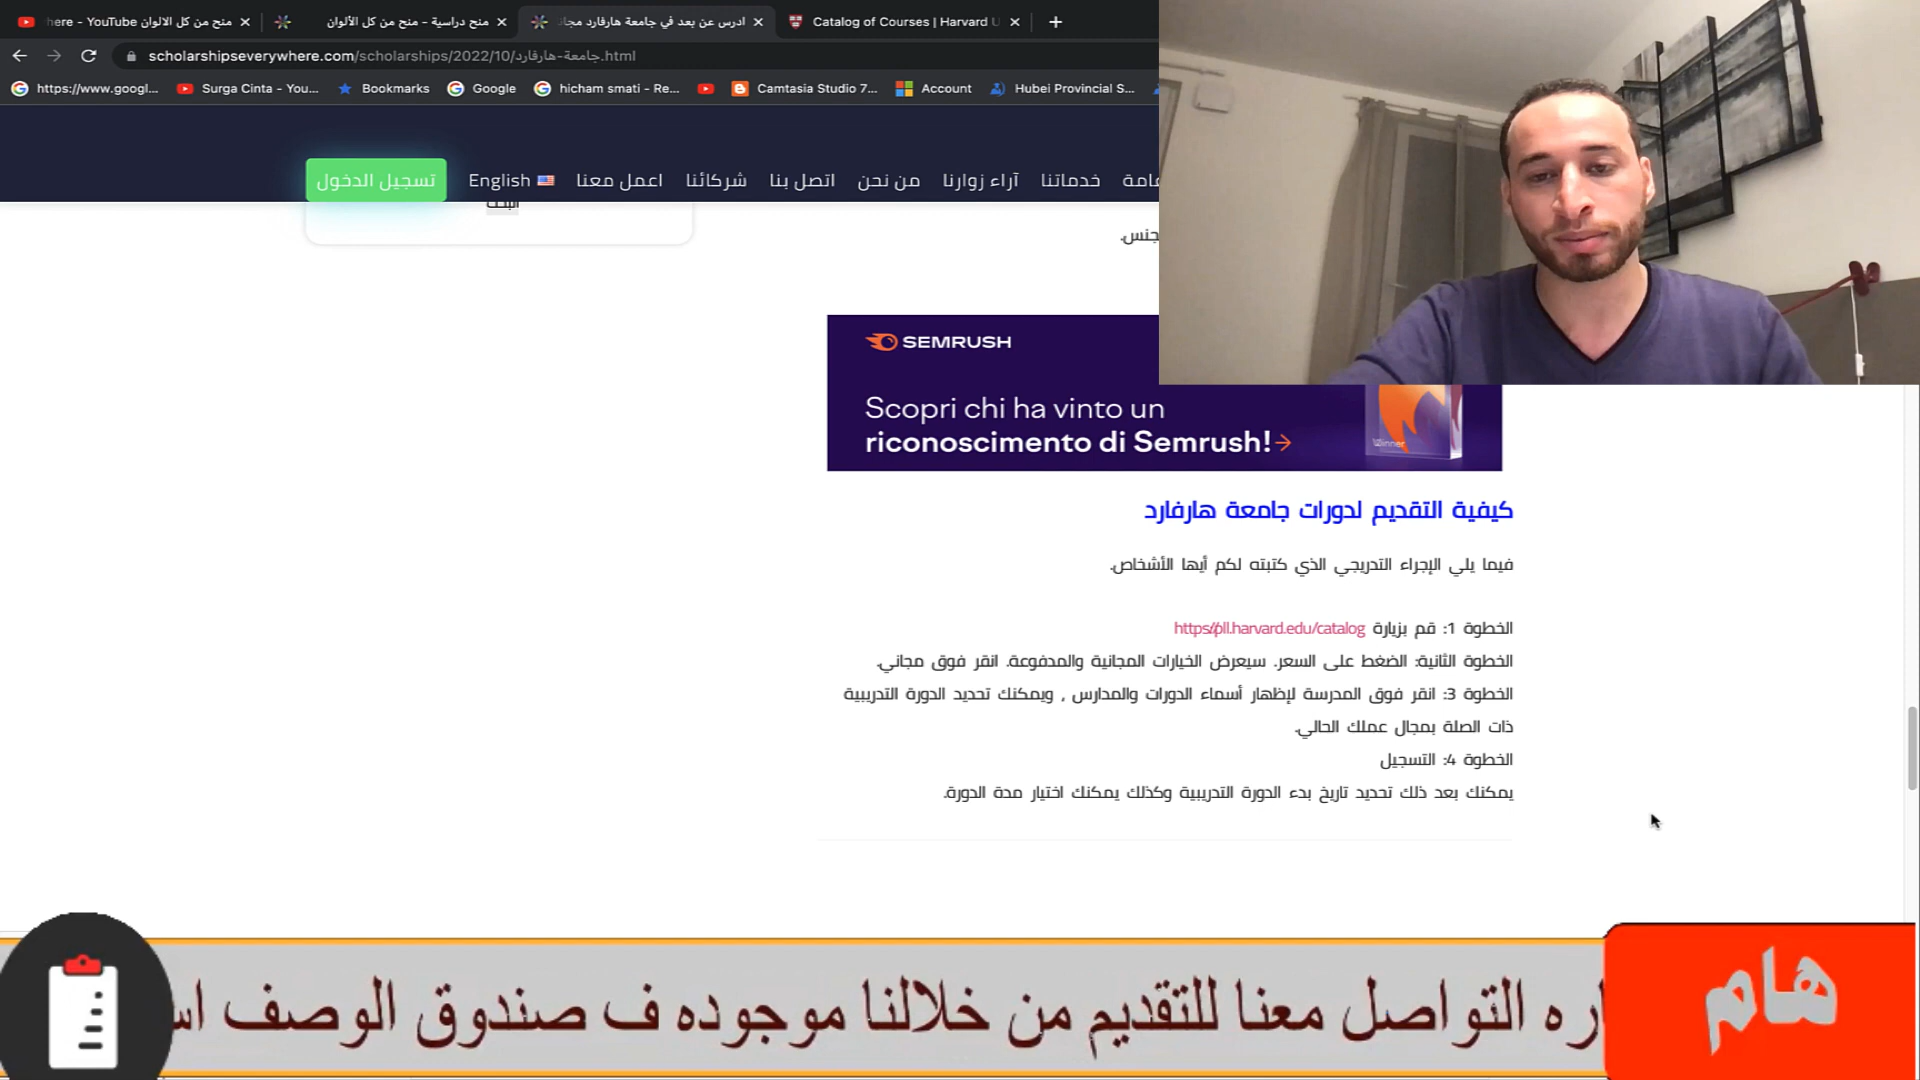 here - YouTube منح من كل الالوان
منح دراسية - منح من كل الألوان
ادرس عن بعد في جامعة هارفارد مجان
Catalog of Courses | Harvard U
scholarshipseverywhere.com/scholarships/2022/10/جامعة-هارفارد.html
https://www.googl...
Surga Cinta - You...
Bookmarks
Google
hicham smati - Re...
Camtasia Studio 7...
Account
Hubei Provincial S...
تسجيل الدخول
English
اعمل معنا
شركائنا
اتصل بنا
من نحن
آراء زوارنا
خدماتنا
البحث
جنس.
SEMRUSH
Scopri chi ha vinto un
riconoscimento di Semrush!
Winner
كيفية التقديم لدورات جامعة هارفارد
فيما يلي الإجراء التدريجي الذي كتبته لكم أيها الأشخاص.
الخطوة 1: قم بزيارة https://pll.harvard.edu/catalog
الخطوة الثانية: الضغط على السعر. سيعرض الخيارات المجانية والمدفوعة. انقر فوق مجاني.
الخطوة 3: انقر فوق المدرسة لإظهار أسماء الدورات والمدارس , ويمكنك تحديد الدورة التدريبية
ذات الصلة بمجال عملك الحالي.
الخطوة 4: التسجيل
يمكنك بعد ذلك تحديد تاريخ بدء الدورة التدريبية وكذلك يمكنك اختيار مدة الدورة.
هام
التواصل معنا للتقديم من خلالنا موجوده ف صندوق الوصف